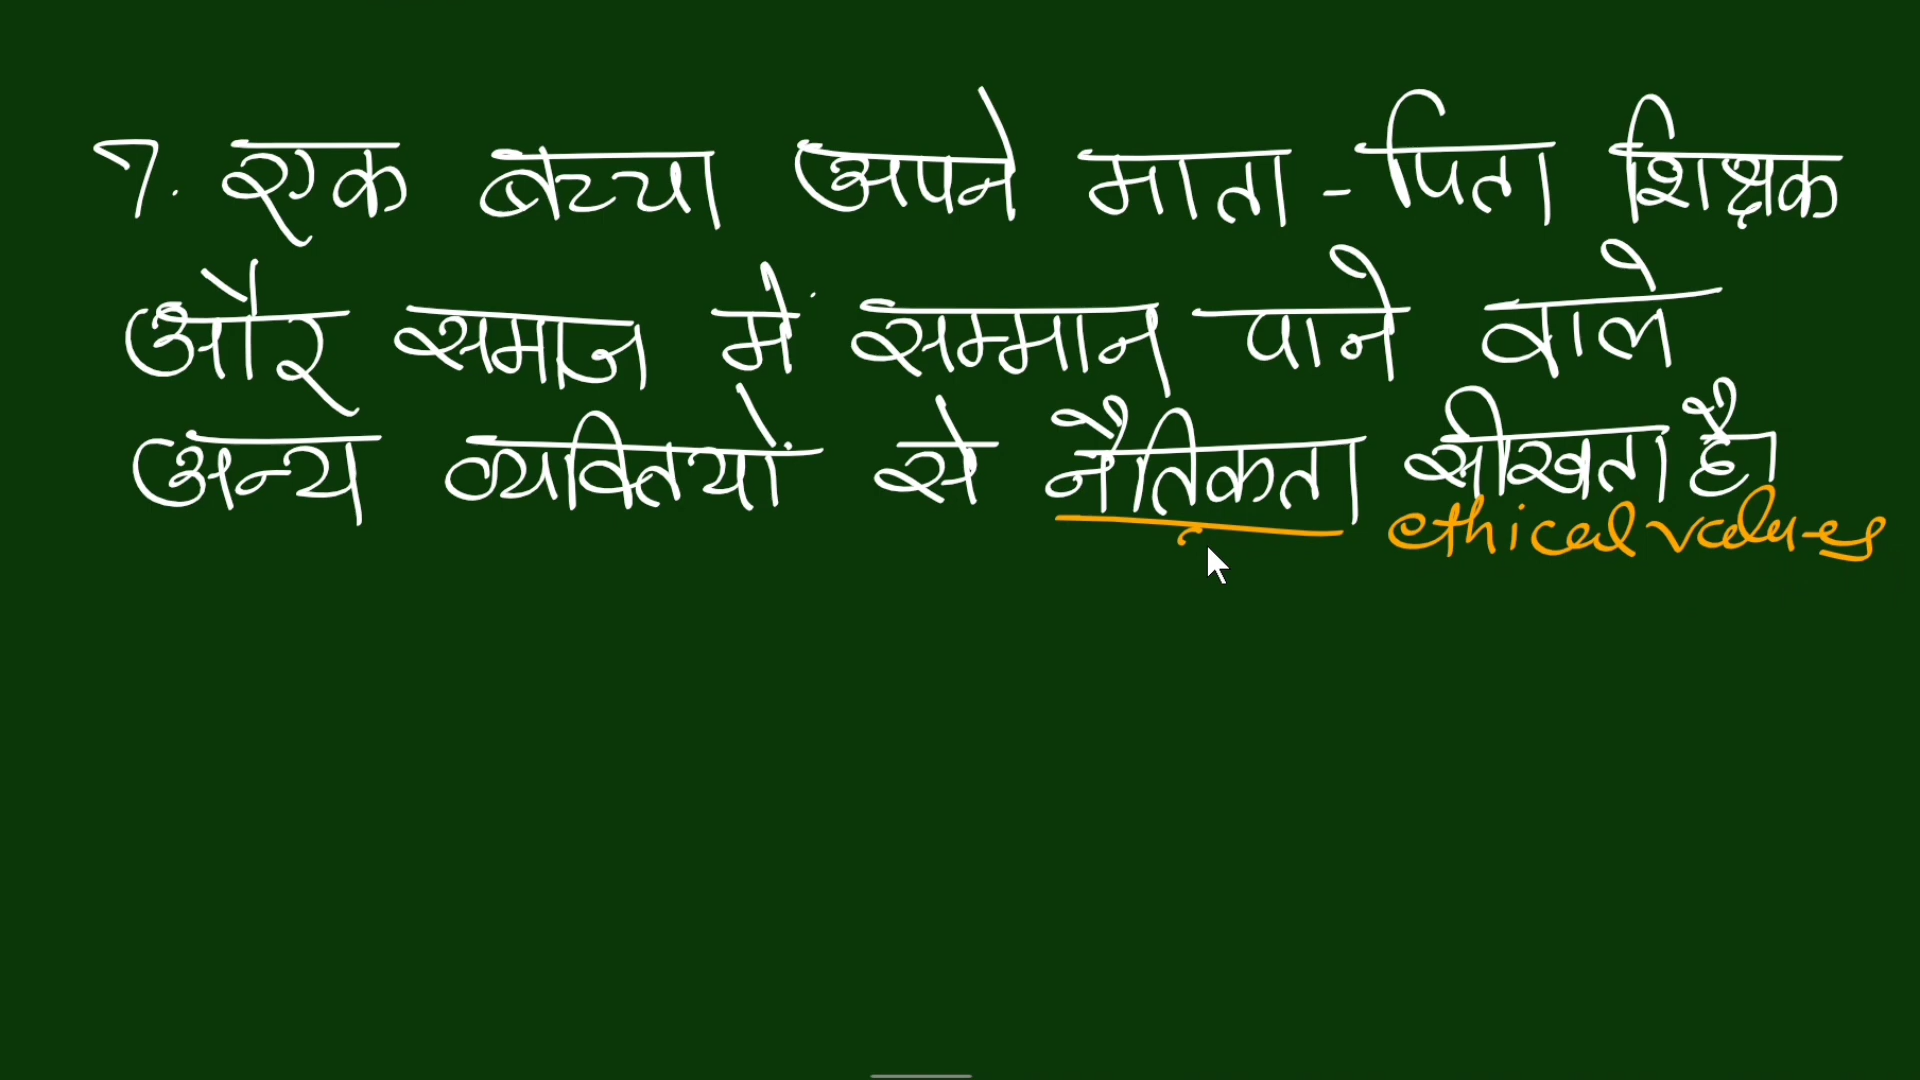 7. एक बच्चा अपने माता - पिता शिक्षक
और समाज में सम्मान पाने वाले
अन्य व्यक्तियों से नैतिकता सीखता है।
ethical values